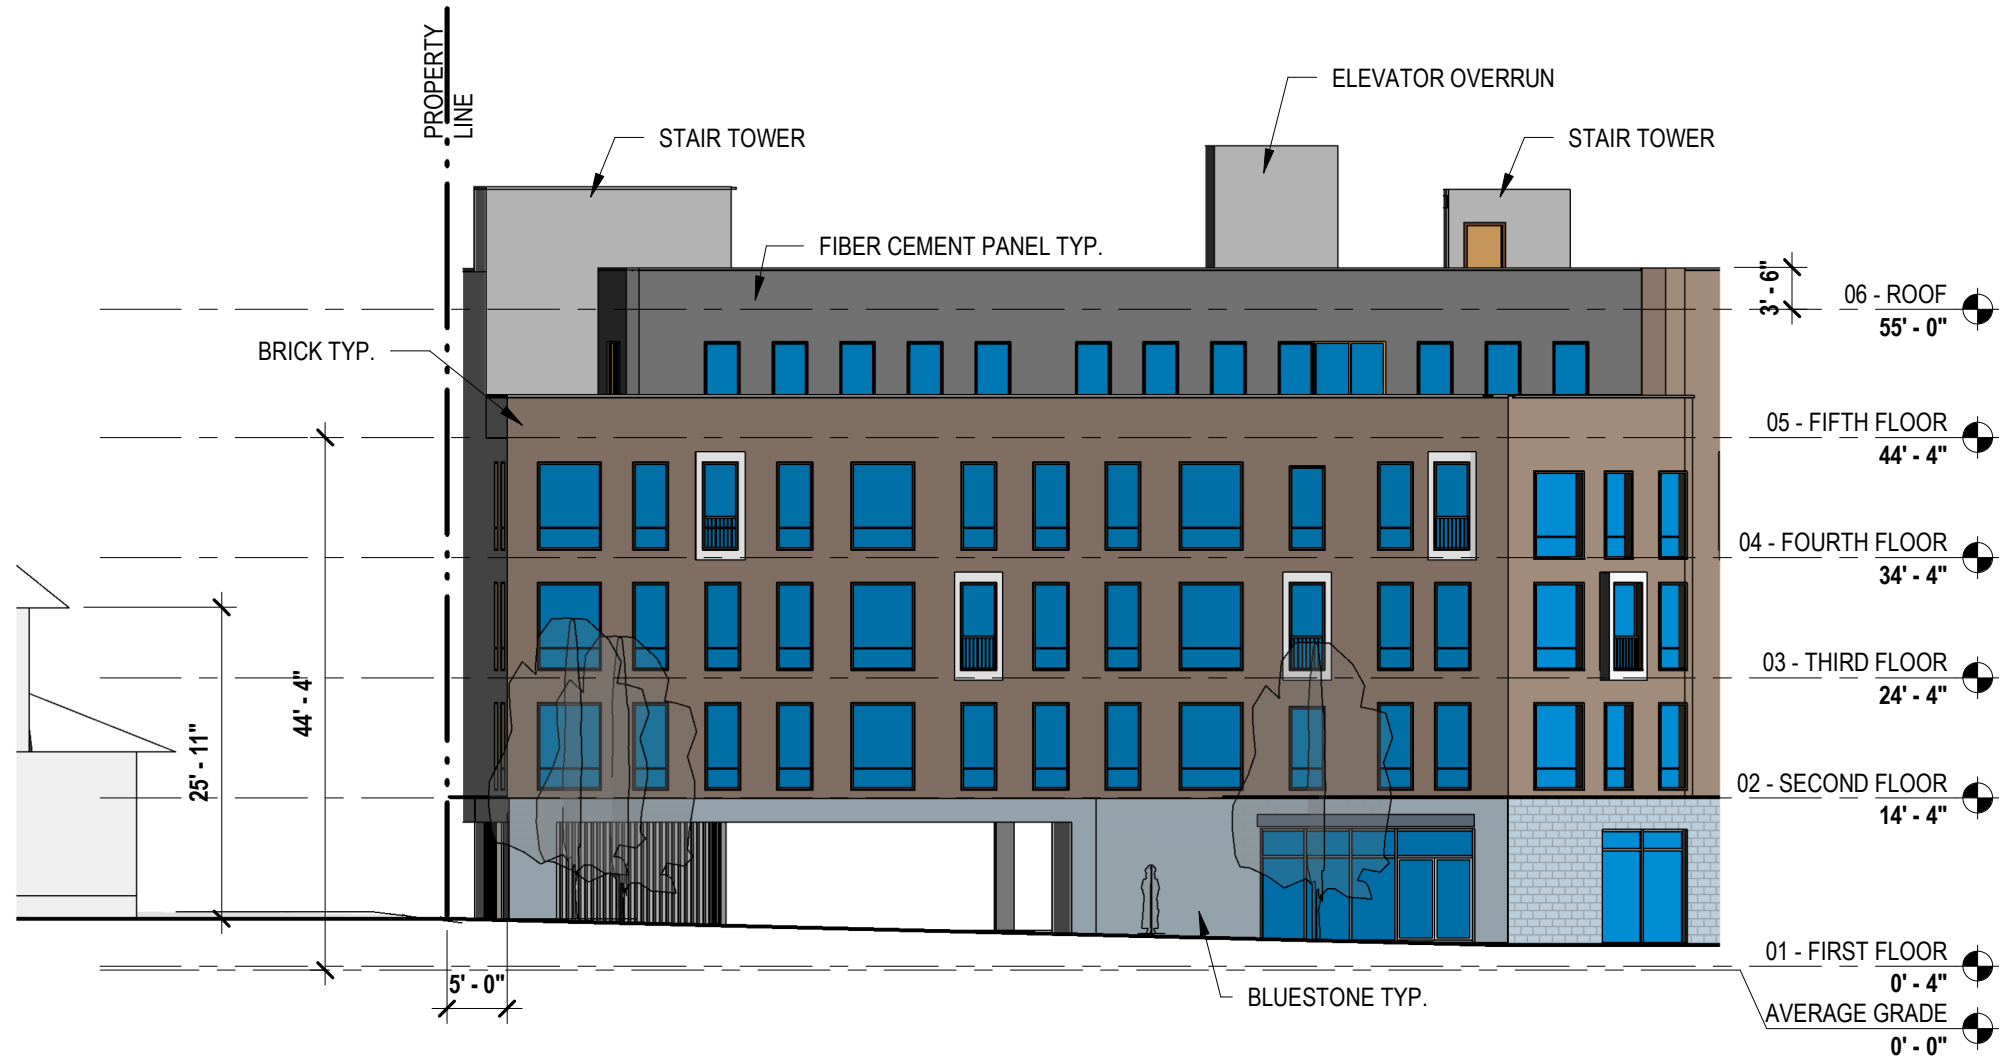 PROPERTY
LINE
ELEVATOR OVERRUN
STAIR TOWER
STAIR TOWER
FIBER CEMENT PANEL TYP.
3' - 6"
06 - ROOF
55' - 0"
BRICK TYP.
05 - FIFTH FLOOR
44' - 4"
04 - FOURTH FLOOR
34' - 4"
03 - THIRD FLOOR
24' - 4"
44' - 4"
25' - 11"
02 - SECOND FLOOR
14' - 4"
01 - FIRST FLOOR
0' - 4"
5' - 0"
BLUESTONE TYP.
AVERAGE GRADE
0' - 0"